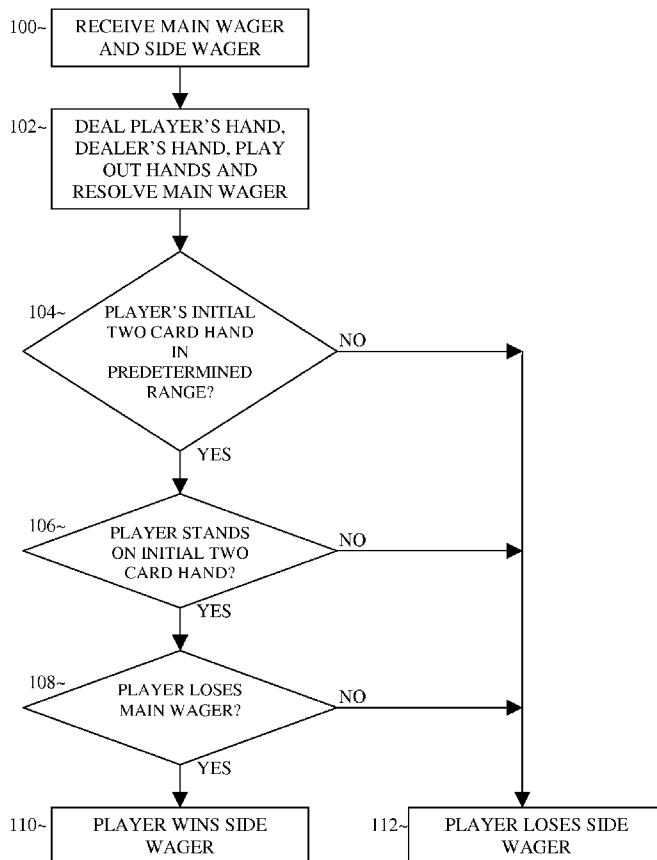 100~
RECEIVE MAIN WAGER
AND SIDE WAGER
102~
DEAL PLAYER'S HAND,
DEALER'S HAND, PLAY
OUT HANDS AND
RESOLVE MAIN WAGER
104~
PLAYER'S INITIAL
TWO CARD HAND
IN
PREDETERMINED
RANGE?
NO
YES
106~
PLAYER STANDS
ON INITIAL TWO
CARD HAND?
NO
YES
108~
PLAYER LOSES
MAIN WAGER?
NO
YES
110~
PLAYER WINS SIDE
WAGER
112~
PLAYER LOSES SIDE
WAGER